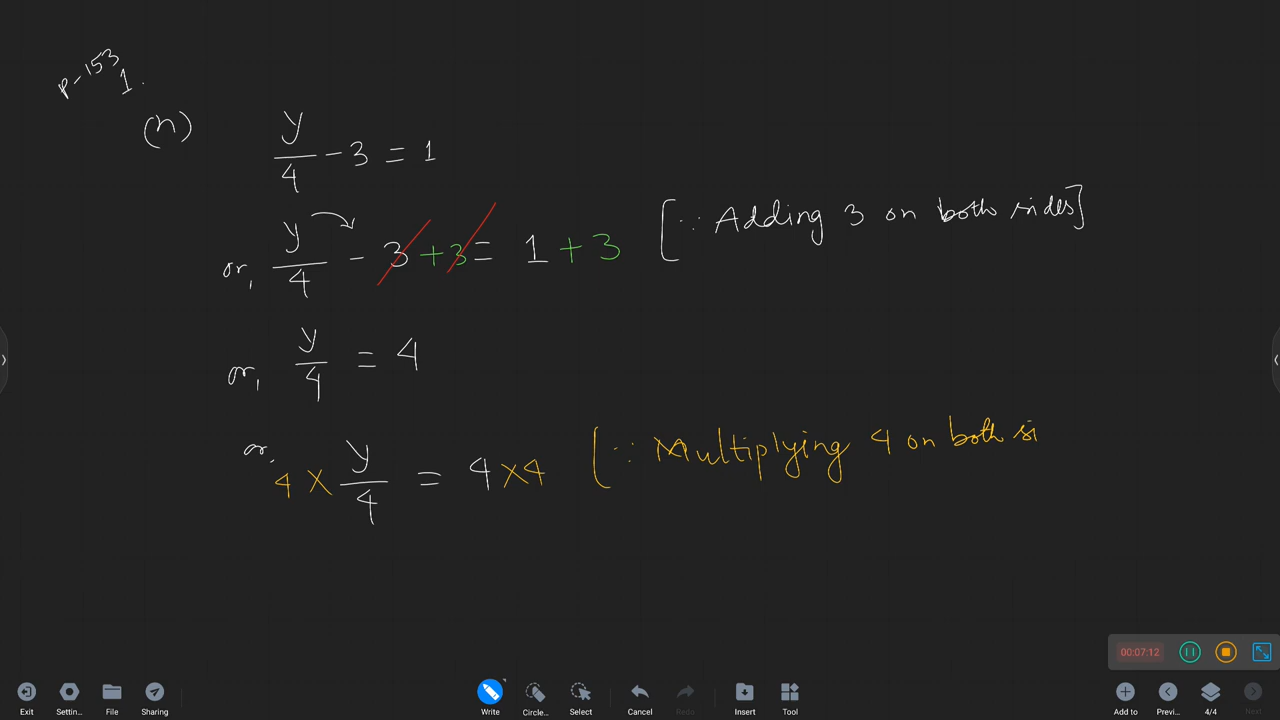 P-153
1.
(n) y/4 - 3 = 1
or, y/4 - 3 + 3 = 1 + 3 [∵ Adding 3 on both sides]
or, y/4 = 4
or, 4 × y/4 = 4 × 4 [∵ Multiplying 4 on both si
00:07:12
Exit Settin... File Sharing Write Circle... Select Cancel Redo Insert Tool Add to Previ... 4/4 Next